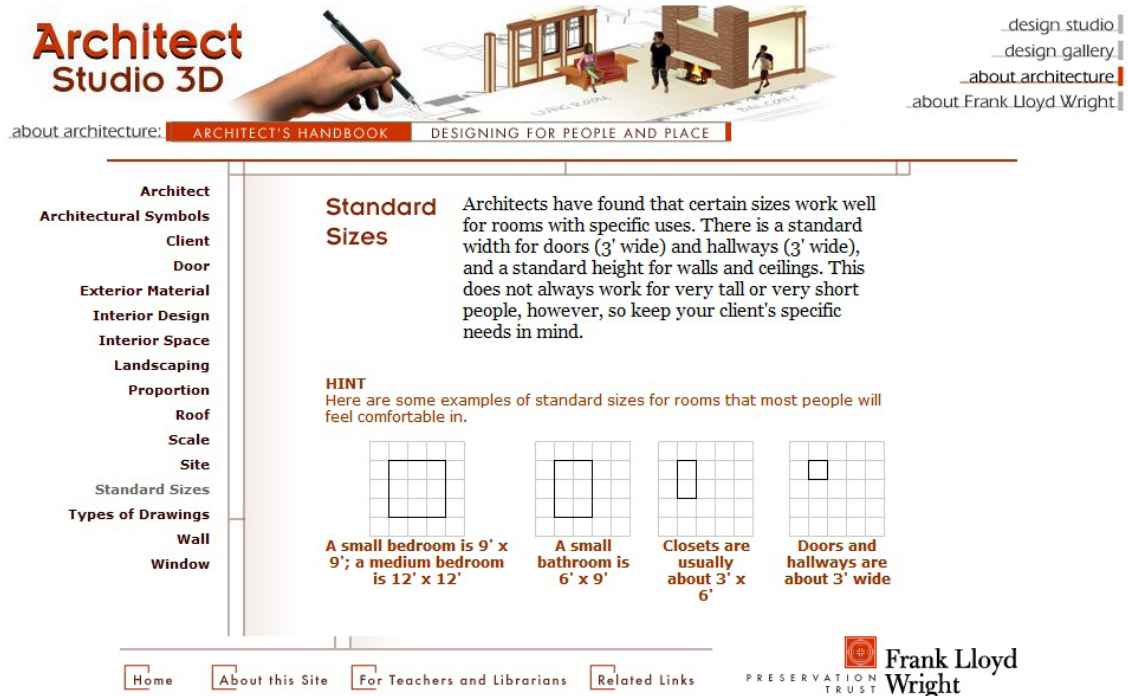 Architect
Studio 3D
design studio
design gallery
about architecture
about Frank Lloyd Wright
LIVING ROOM
BALCONY
about architecture:
ARCHITECT'S HANDBOOK
DESIGNING FOR PEOPLE AND PLACE
Architect
Architectural Symbols
Client
Door
Exterior Material
Interior Design
Interior Space
Landscaping
Proportion
Roof
Scale
Site
Standard Sizes
Types of Drawings
Wall
Window
Standard
Sizes
Architects have found that certain sizes work well
for rooms with specific uses. There is a standard
width for doors (3' wide) and hallways (3' wide),
and a standard height for walls and ceilings. This
does not always work for very tall or very short
people, however, so keep your client's specific
needs in mind.
HINT
Here are some examples of standard sizes for rooms that most people will
feel comfortable in.
A small bedroom is 9' x
9'; a medium bedroom
is 12' x 12'
A small
bathroom is
6' x 9'
Closets are
usually
about 3' x
6'
Doors and
hallways are
about 3' wide
Home
About this Site
For Teachers and Librarians
Related Links
PRESERVATION
TRUST
Frank Lloyd
Wright